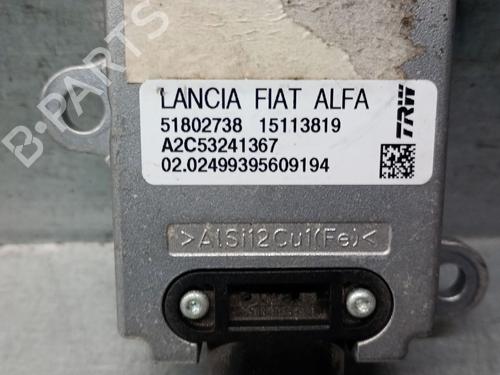 B-PARTS
LANCIA FIAT ALFA
51802738 15113819
A2C53241367
02.02499395609194
TRW
>AlSi12Cu1(Fe)<